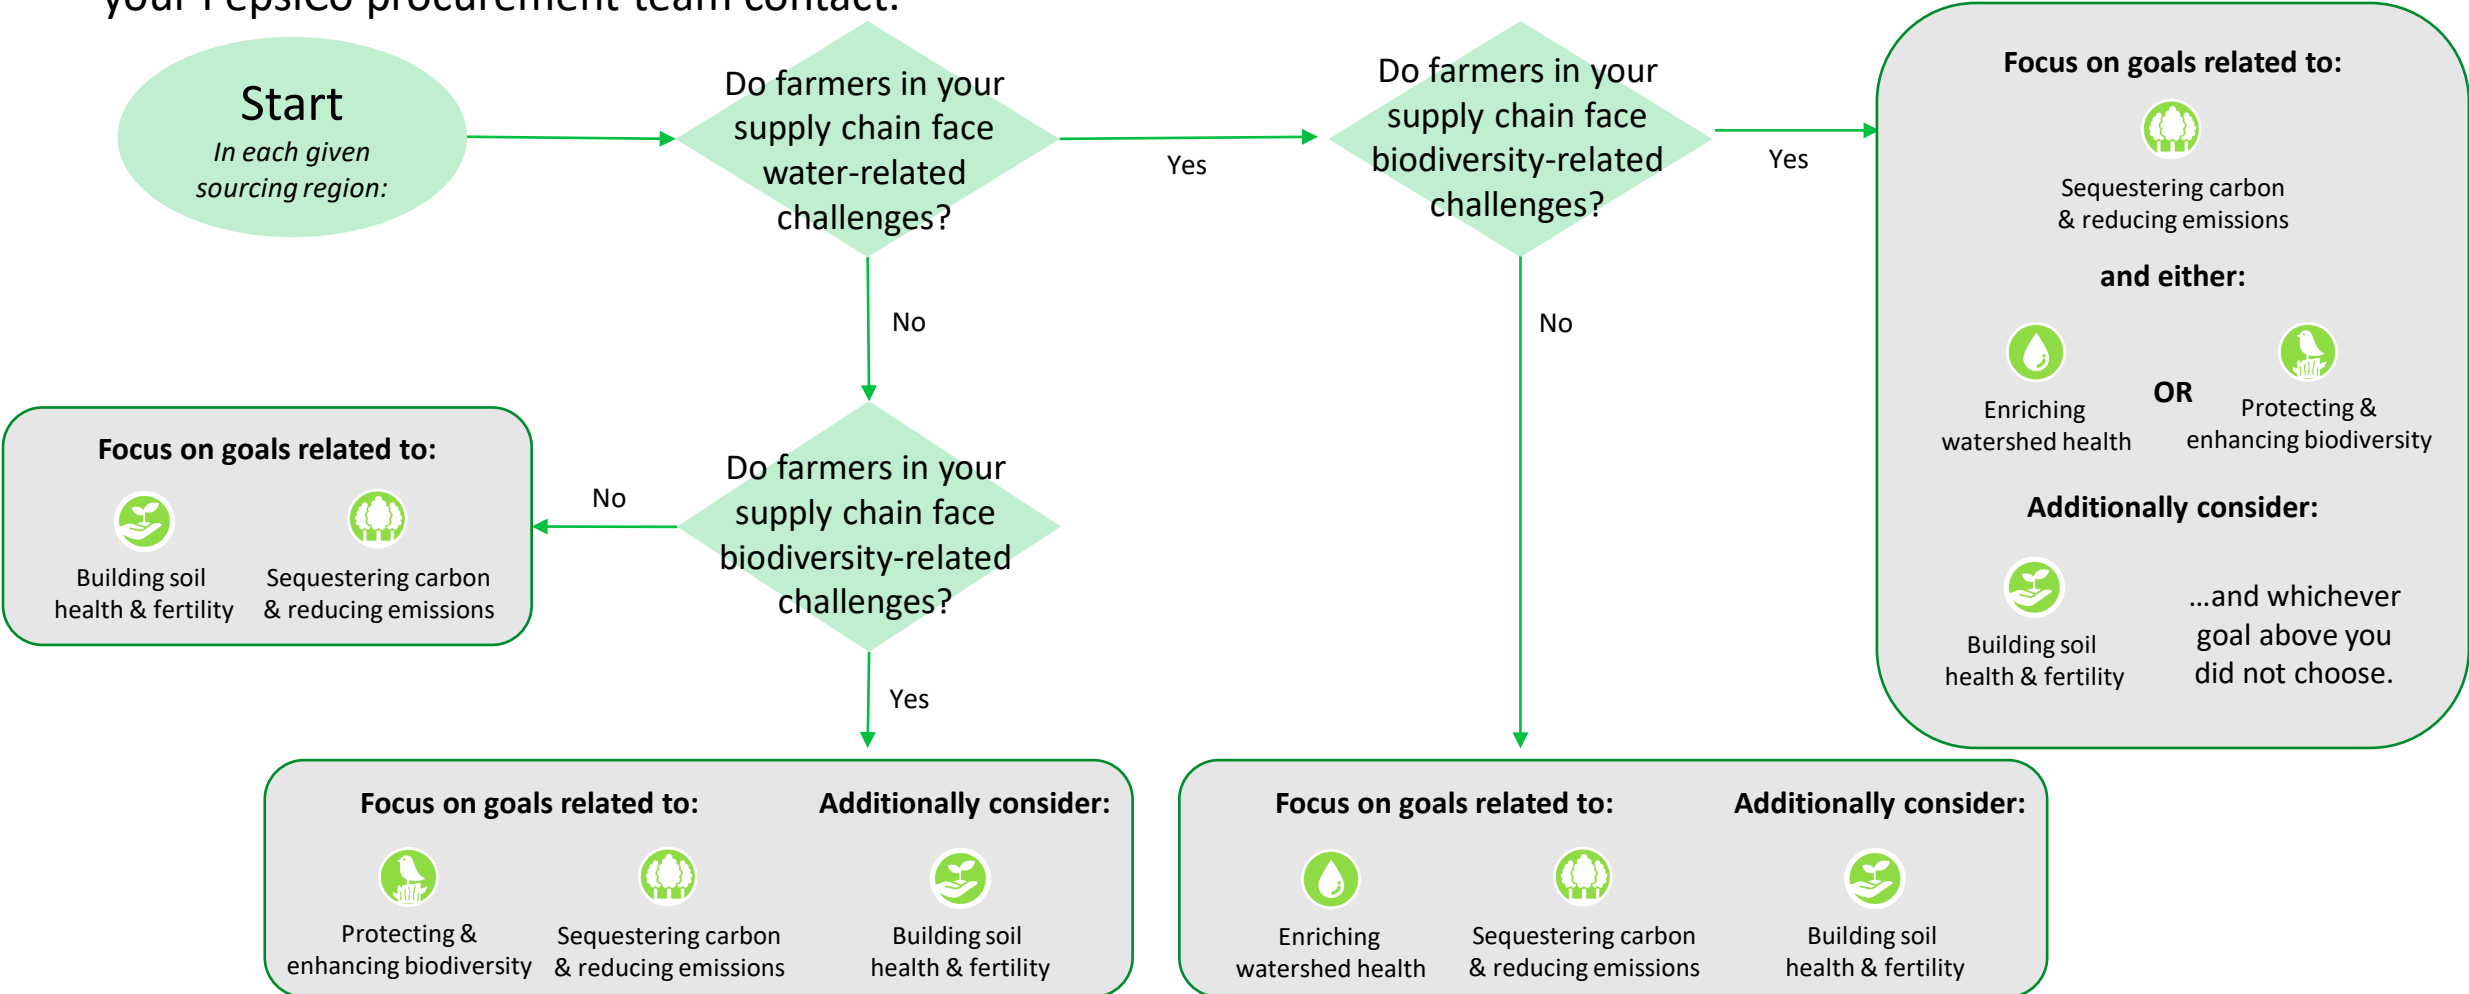 your PepsiCo procurement team contact.
Start
In each given
sourcing region:
Do farmers in your
supply chain face
water-related
challenges?
Yes
Do farmers in your
supply chain face
biodiversity-related
challenges?
Yes
Focus on goals related to:
Sequestering carbon
& reducing emissions
and either:
Enriching
watershed health
OR
Protecting &
enhancing biodiversity
Additionally consider:
Building soil
health & fertility
...and whichever
goal above you
did not choose.
No
No
Do farmers in your
supply chain face
biodiversity-related
challenges?
No
Focus on goals related to:
Building soil
health & fertility
Sequestering carbon
& reducing emissions
Yes
Focus on goals related to:
Protecting &
enhancing biodiversity
Sequestering carbon
& reducing emissions
Additionally consider:
Building soil
health & fertility
Focus on goals related to:
Enriching
watershed health
Sequestering carbon
& reducing emissions
Additionally consider:
Building soil
health & fertility